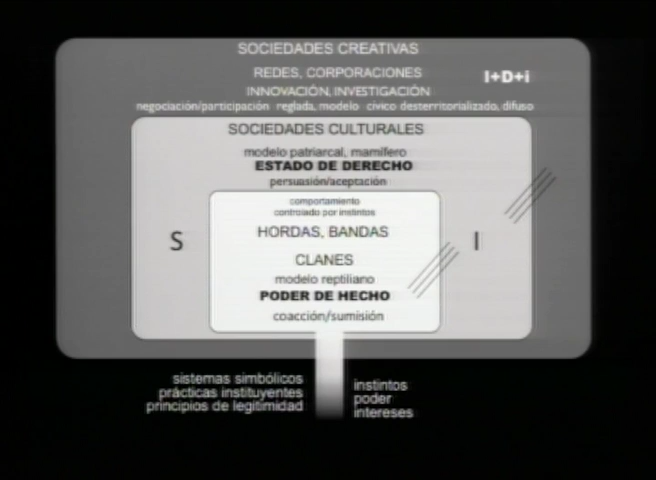 SOCIEDADES CREATIVAS
REDES, CORPORACIONES
I+D+i
INNOVACIÓN, INVESTIGACIÓN
negociación/participación reglada, modelo cívico desterritorializado, difuso
SOCIEDADES CULTURALES
modelo patriarcal, mamífero
ESTADO DE DERECHO
persuasión/aceptación
comportamiento
controlado por instintos
HORDAS, BANDAS
S
I
CLANES
modelo reptiliano
PODER DE HECHO
coacción/sumisión
sistemas simbólicos
prácticas instituyentes
principios de legitimidad
instintos
poder
intereses